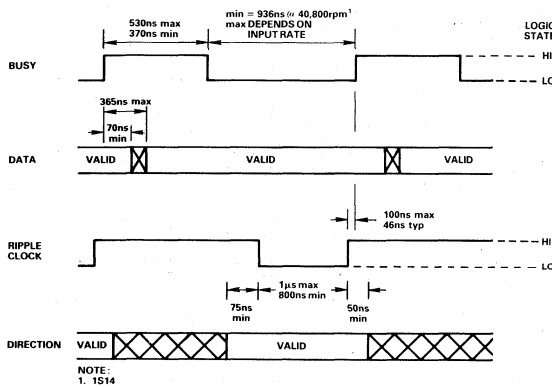 530ns max
370ns min
min = 936ns @ 40,800rpm¹
max DEPENDS ON
INPUT RATE
LOGIC
STATE
BUSY
HI
LO
365ns max
70ns
min
DATA
VALID
VALID
VALID
100ns max
46ns typ
RIPPLE
CLOCK
HI
LO
75ns
min
1μs max
800ns min
50ns
min
DIRECTION
VALID
VALID
NOTE:
1. 1S14